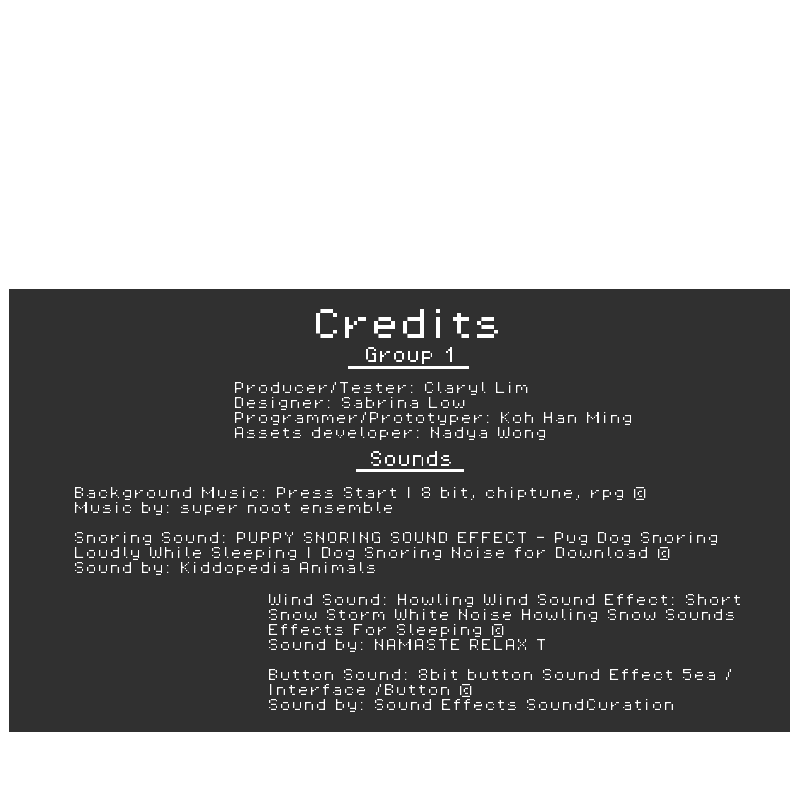 Credits
Group 1
Producer/Tester: Claryl Lim
Designer: Sabrina Low
Programmer/Prototyper: Koh Han Ming
Assets developer: Nadya Wong
Sounds
Background Music: Press Start | 8 bit, chiptune, rpg ©
Music by: super noot ensemble
Snoring Sound: PUPPY SNORING SOUND EFFECT - Pug Dog Snoring
Loudly While Sleeping | Dog Snoring Noise for Download ©
Sound by: Kiddopedia Animals
Wind Sound: Howling Wind Sound Effect: Short
Snow Storm White Noise Howling Snow Sounds
Effects For Sleeping ©
Sound by: NAMASTE RELAX T
Button Sound: 8bit button Sound Effect 5ea /
Interface /Button ©
Sound by: Sound Effects SoundCuration